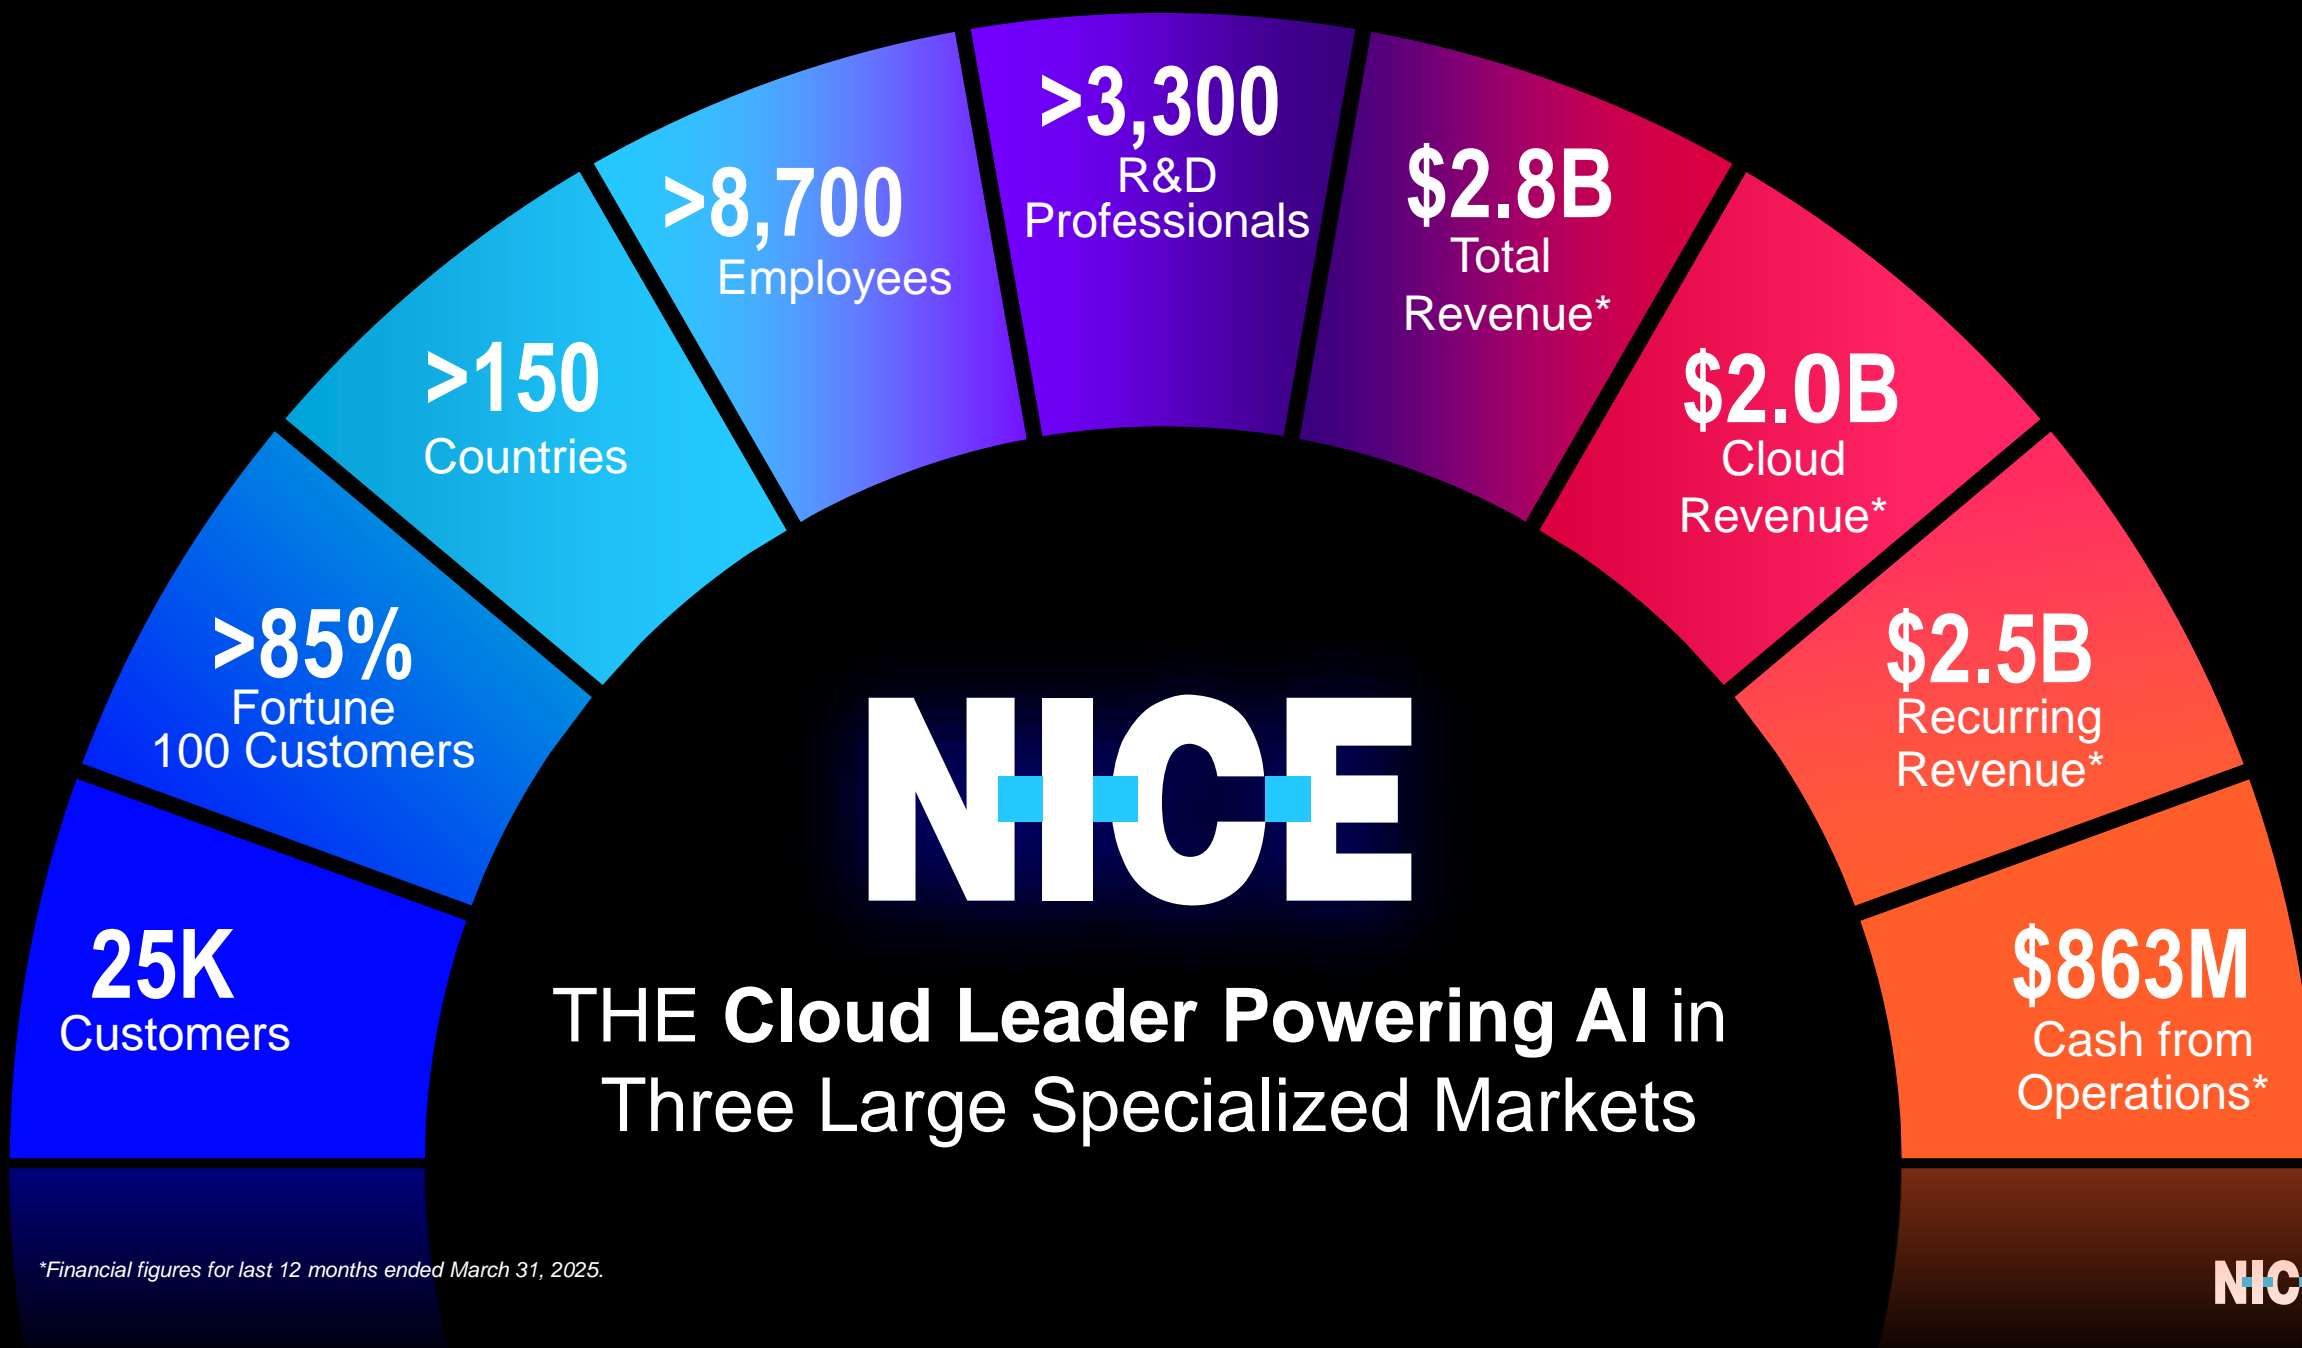 25K
Customers
>85%
Fortune
100 Customers
>150
Countries
>8,700
Employees
>3,300
R&D
Professionals
$2.8B
Total
Revenue*
$2.0B
Cloud
Revenue*
$2.5B
Recurring
Revenue*
$863M
Cash from
Operations*
NICE
THE Cloud Leader Powering AI in
Three Large Specialized Markets
*Financial figures for last 12 months ended March 31, 2025.
NIC